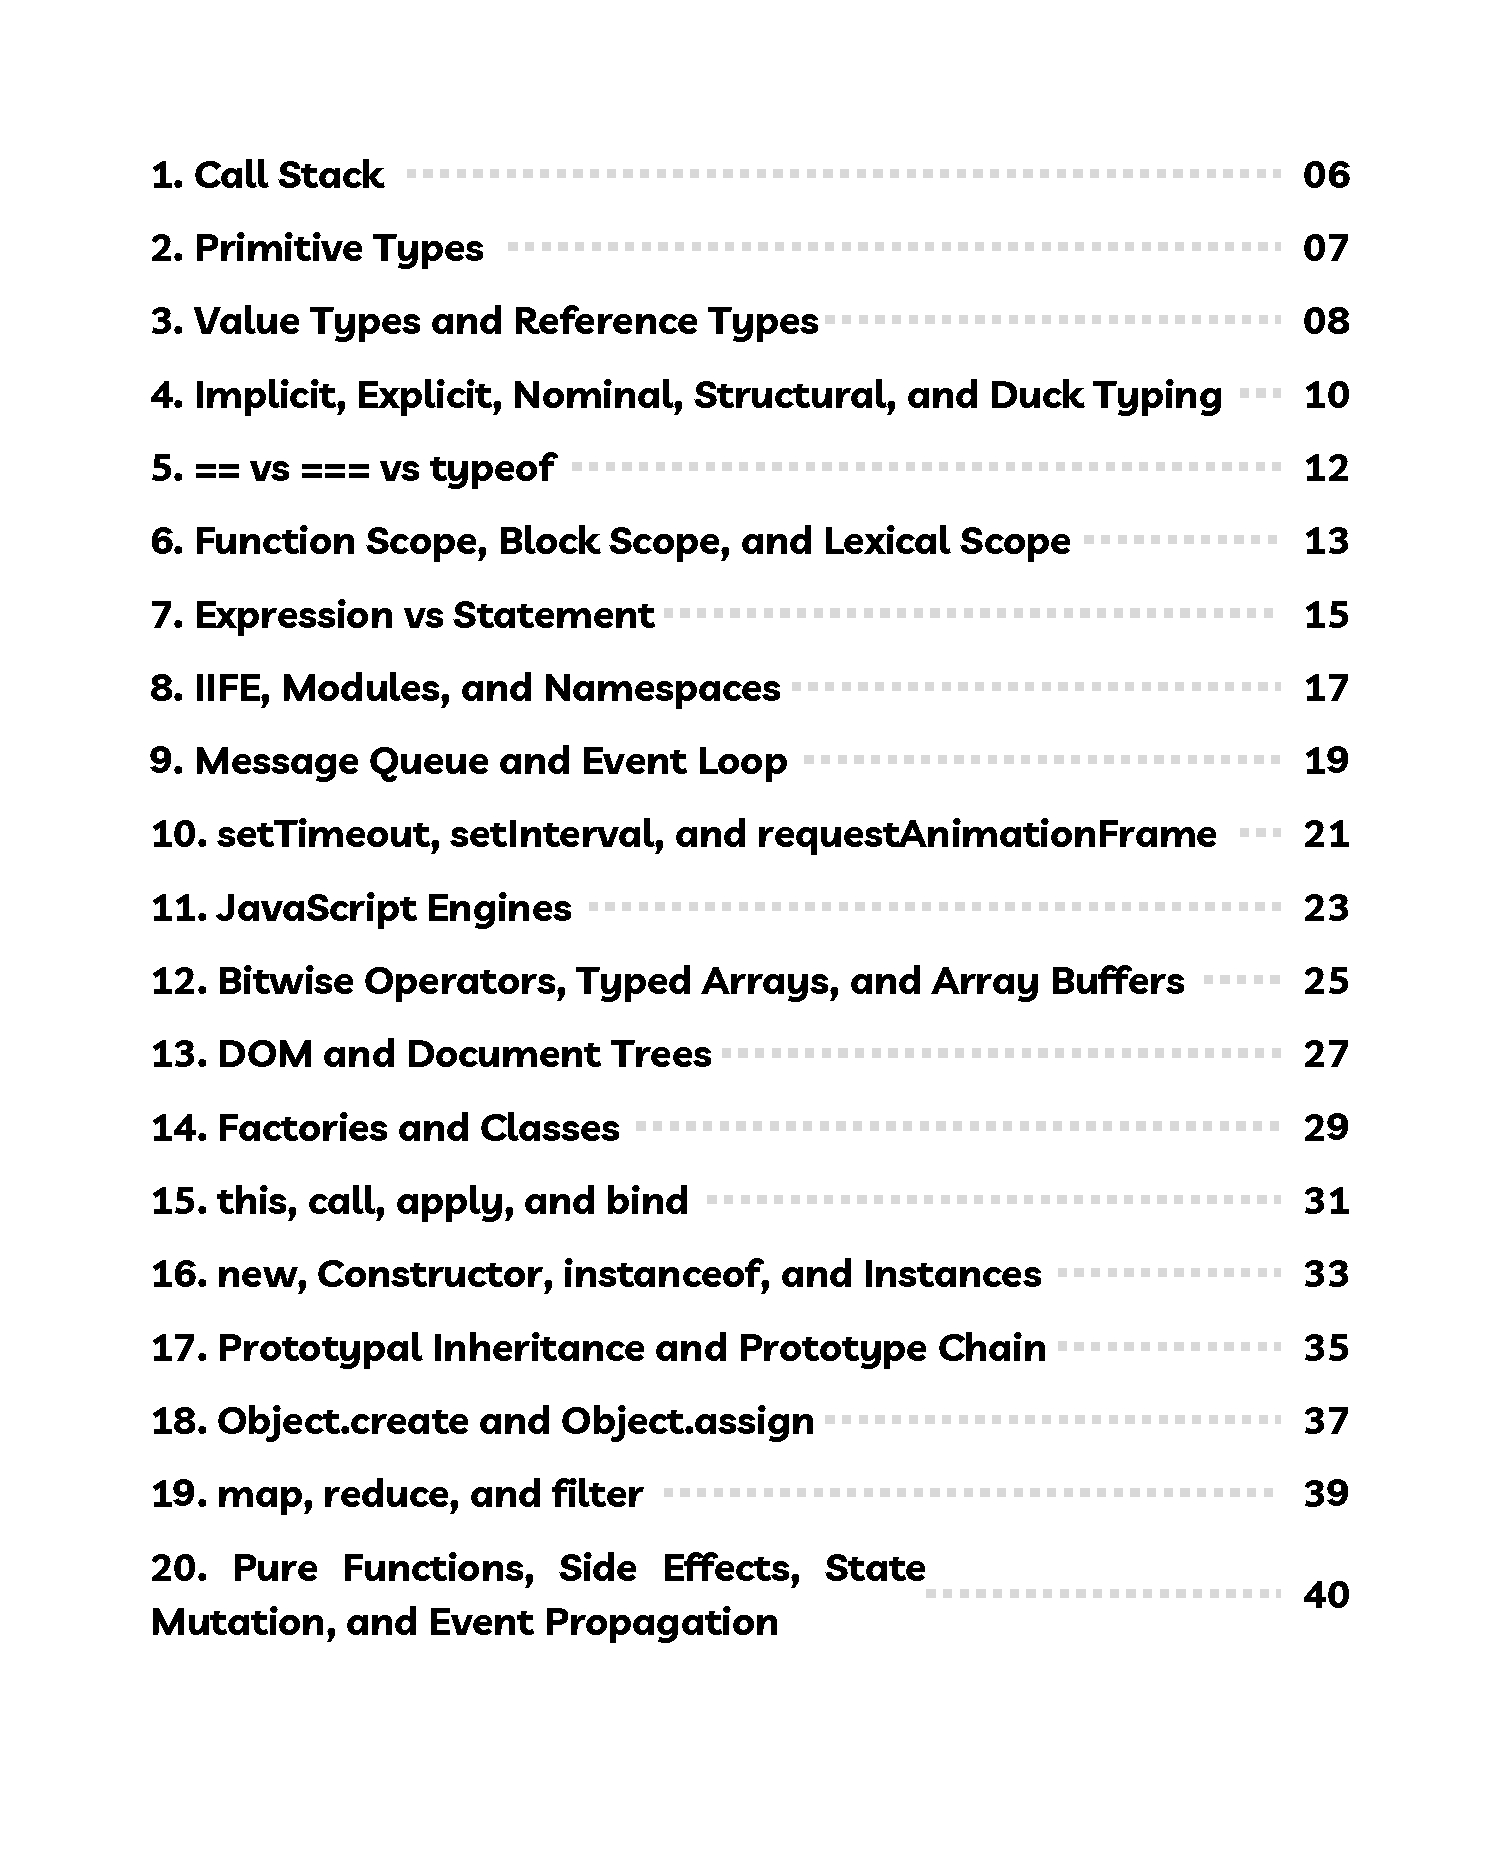 1. Call Stack 06
2. Primitive Types 07
3. Value Types and Reference Types 08
4. Implicit, Explicit, Nominal, Structural, and Duck Typing 10
5. == vs === vs typeof 12
6. Function Scope, Block Scope, and Lexical Scope 13
7. Expression vs Statement 15
8. IIFE, Modules, and Namespaces 17
9. Message Queue and Event Loop 19
10. setTimeout, setInterval, and requestAnimationFrame 21
11. JavaScript Engines 23
12. Bitwise Operators, Typed Arrays, and Array Buffers 25
13. DOM and Document Trees 27
14. Factories and Classes 29
15. this, call, apply, and bind 31
16. new, Constructor, instanceof, and Instances 33
17. Prototypal Inheritance and Prototype Chain 35
18. Object.create and Object.assign 37
19. map, reduce, and filter 39
20. Pure Functions, Side Effects, State
Mutation, and Event Propagation 40